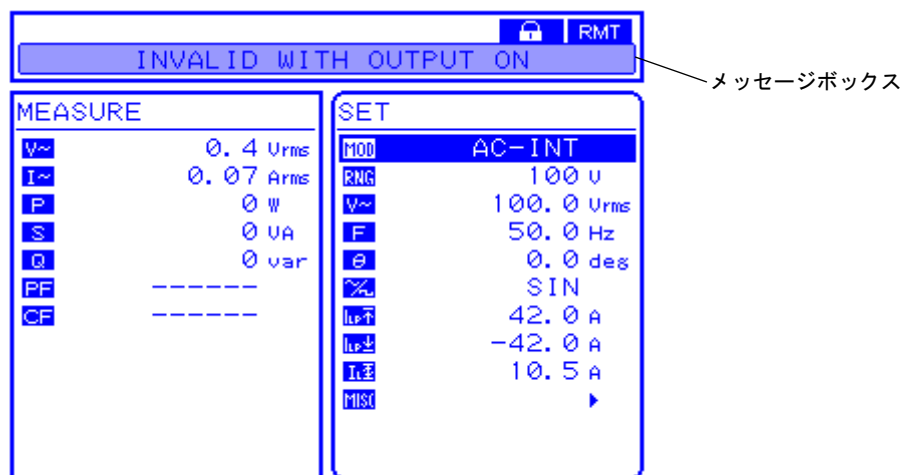 RMT
INVALID WITH OUTPUT ON
メッセージボックス
MEASURE
V~ 0.4 Vrms
I~ 0.07 Arms
P 0 W
S 0 VA
Q 0 var
PF ------
CF ------
SET
MOD AC-INT
RNG 100 V
V~ 100.0 Vrms
F 50.0 Hz
θ 0.0 deg
SIN
42.0 A
-42.0 A
10.5 A
MISC